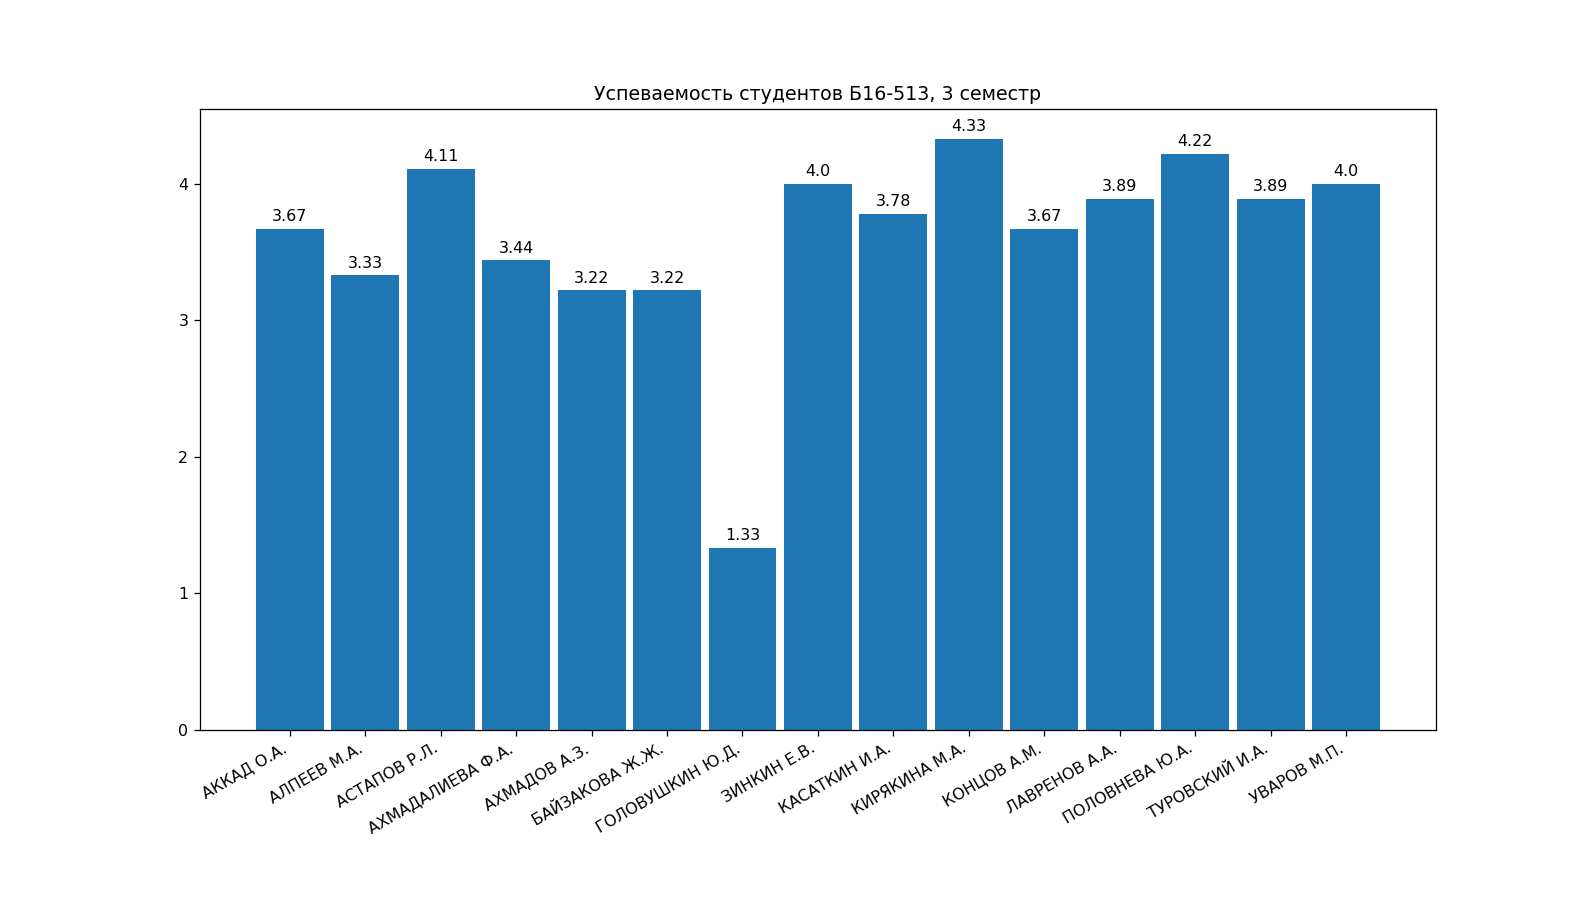 Успеваемость студентов Б16-513, 3 семестр
4.33
4.22
4.11
4.0
4.0
3.89
3.89
3.78
3.67
3.67
3.44
3.33
3.22
3.22
1.33
4
3
2
1
0
АККАД О.А.
АЛПЕЕВ М.А.
АСТАПОВ Р.Л.
АХМАДАЛИЕВА Ф.А.
АХМАДОВ А.З.
БАЙЗАКОВА Ж.Ж.
ГОЛОВУШКИН Ю.Д.
ЗИНКИН Е.В.
КАСАТКИН И.А.
КИРЯКИНА М.А.
КОНЦОВ А.М.
ЛАВРЕНОВ А.А.
ПОЛОВНЕВА Ю.А.
ТУРОВСКИЙ И.А.
УВАРОВ М.П.